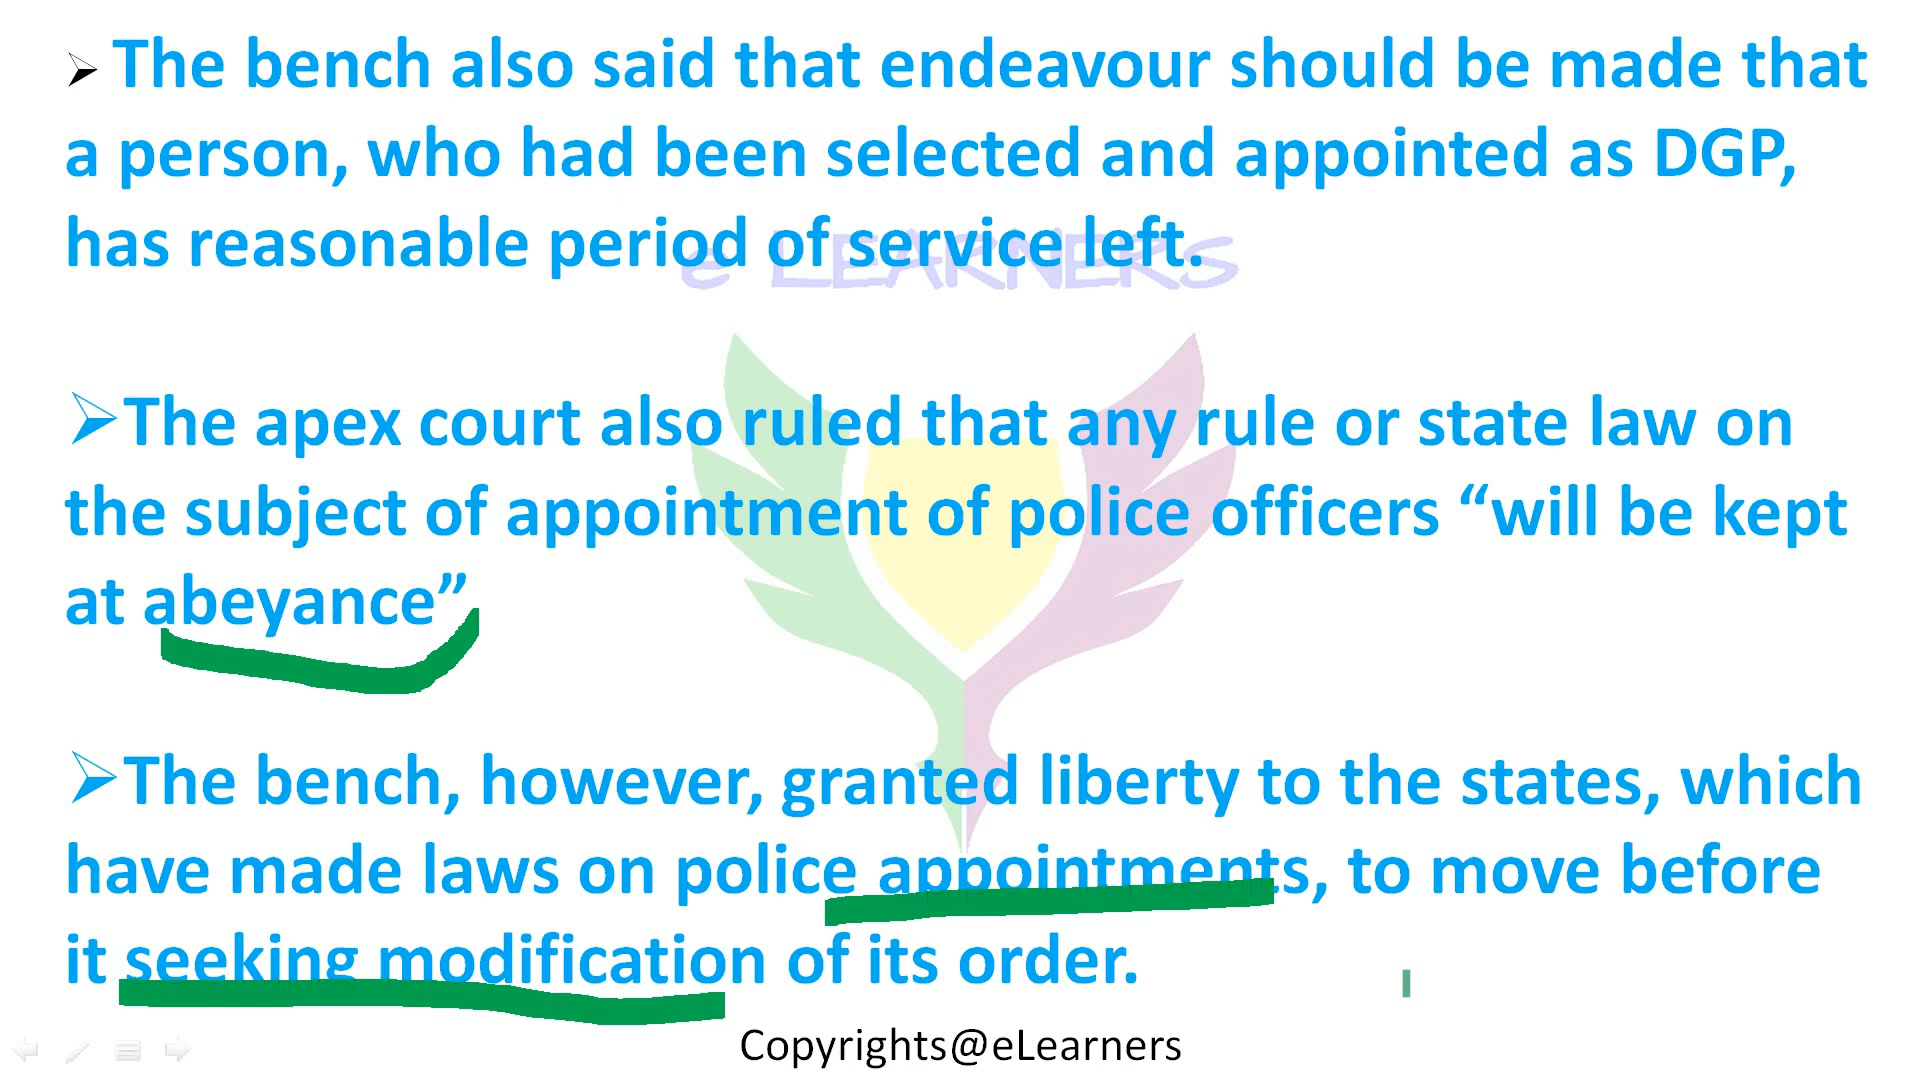 ➢ The bench also said that endeavour should be made that
a person, who had been selected and appointed as DGP,
has reasonable period of service left.
e LEARNERS
➢The apex court also ruled that any rule or state law on
the subject of appointment of police officers “will be kept
at abeyance”
➢The bench, however, granted liberty to the states, which
have made laws on police appointments, to move before
it seeking modification of its order.
Copyrights@eLearners